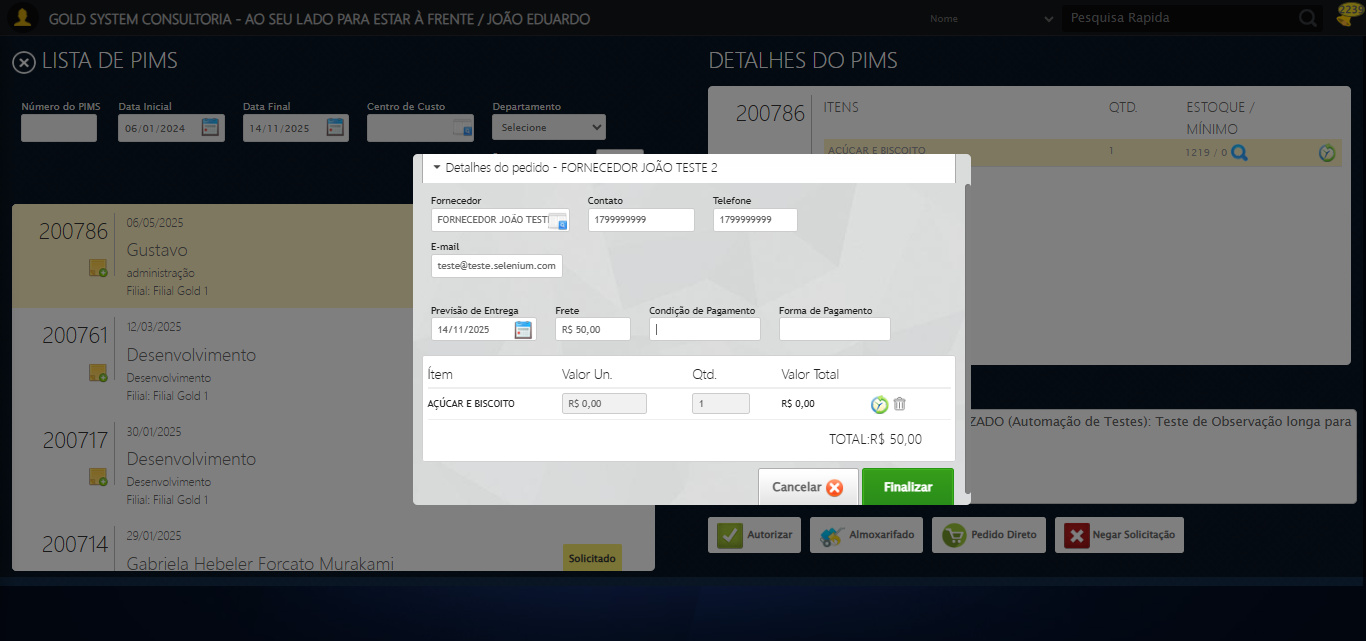 GOLD SYSTEM CONSULTORIA - AO SEU LADO PARA ESTAR À FRENTE / JOÃO EDUARDO
Nome
Pesquisa Rapida
2239
LISTA DE PIMS
Número do PIMS
Data Inicial
Data Final
Centro de Custo
Departamento
06/01/2024
14/11/2025
Selecione
200786
06/05/2025
Gustavo
administração
Filial: Filial Gold 1
200761
12/03/2025
Desenvolvimento
Desenvolvimento
Filial: Filial Gold 1
200717
30/01/2025
Desenvolvimento
Desenvolvimento
Filial: Filial Gold 1
200714
29/01/2025
Gabriela Hebeler Forcato Murakami
Solicitado
DETALHES DO PIMS
200786
ITENS
QTD.
ESTOQUE /
MÍNIMO
AÇÚCAR E BISCOITO
1
1219 / 0
ZADO (Automação de Testes): Teste de Observação longa para
Autorizar
Almoxarifado
Pedido Direto
Negar Solicitação
Detalhes do pedido - FORNECEDOR JOÃO TESTE 2
Fornecedor
Contato
Telefone
FORNECEDOR JOÃO TEST
1799999999
1799999999
E-mail
teste@teste.selenium.com
Previsão de Entrega
Frete
Condição de Pagamento
Forma de Pagamento
14/11/2025
R$ 50,00
Ítem
Valor Un.
Qtd.
Valor Total
AÇÚCAR E BISCOITO
R$ 0,00
1
R$ 0,00
TOTAL:R$ 50,00
Cancelar
Finalizar